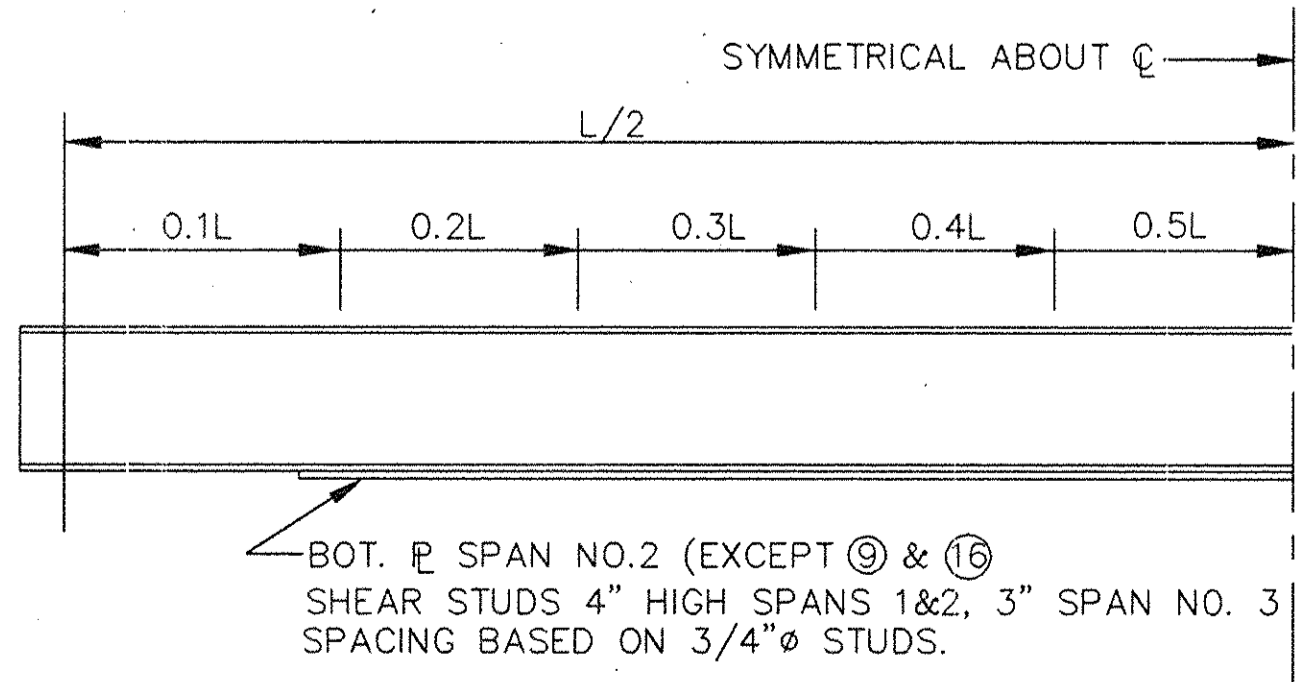 SYMMETRICAL ABOUT ℄
L/2
0.1L 0.2L 0.3L 0.4L 0.5L
BOT. ⅊ SPAN NO.2 (EXCEPT ⑨ & ⑯
SHEAR STUDS 4" HIGH SPANS 1&2, 3" SPAN NO. 3
SPACING BASED ON 3/4"ø STUDS.